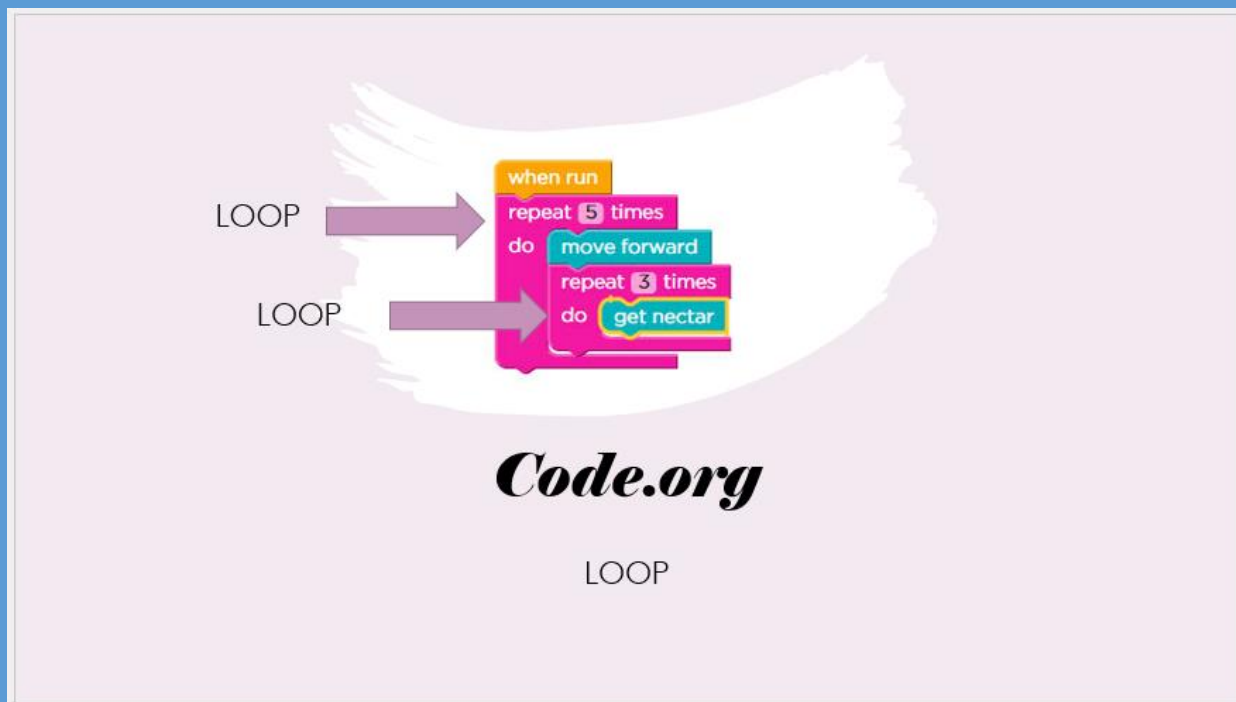 when run
LOOP
repeat 5 times
do move forward
repeat 3 times
LOOP
do get nectar
Code.org
LOOP